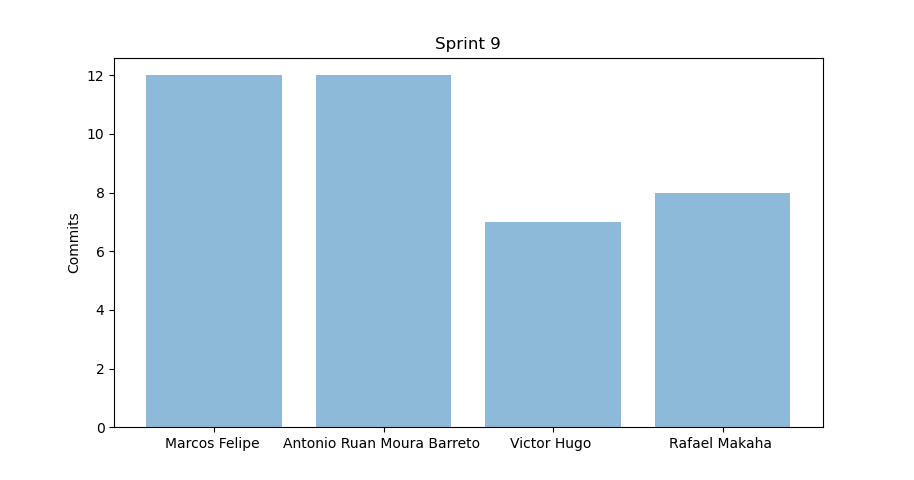 Sprint 9
12
10
8
6
4
2
0
Commits
Marcos Felipe
Antonio Ruan Moura Barreto
Victor Hugo
Rafael Makaha